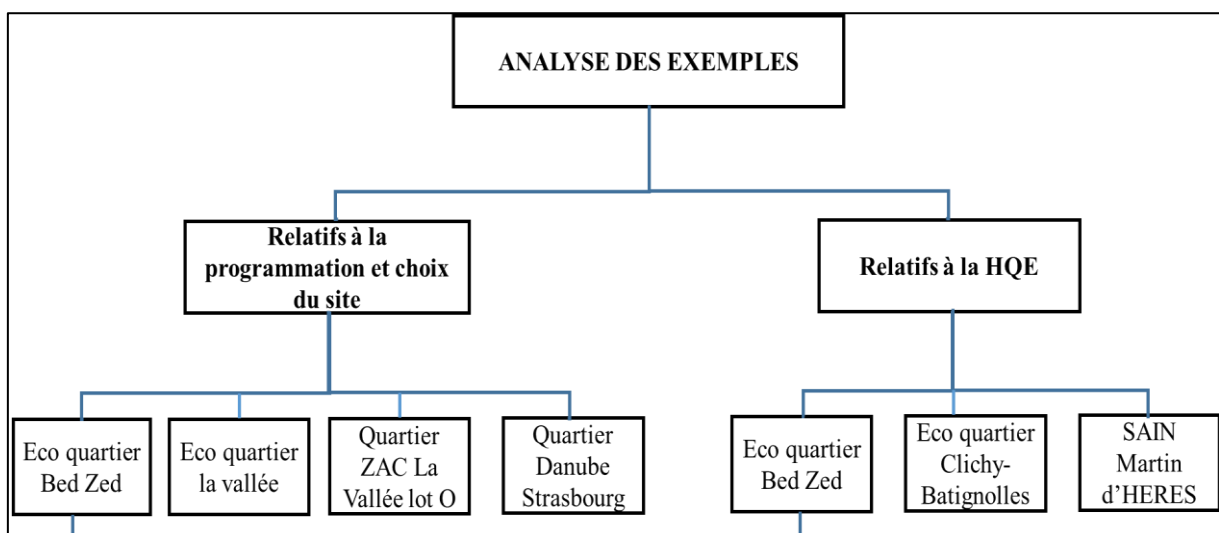 ANALYSE DES EXEMPLES
Relatifs à la
programmation et choix
du site
Relatifs à la HQE
Eco quartier
Bed Zed
Eco quartier
la vallée
Quartier
ZAC La
Vallée lot O
Quartier
Danube
Strasbourg
Eco quartier
Bed Zed
Eco quartier
Clichy-
Batignolles
SAIN
Martin
d’HERES